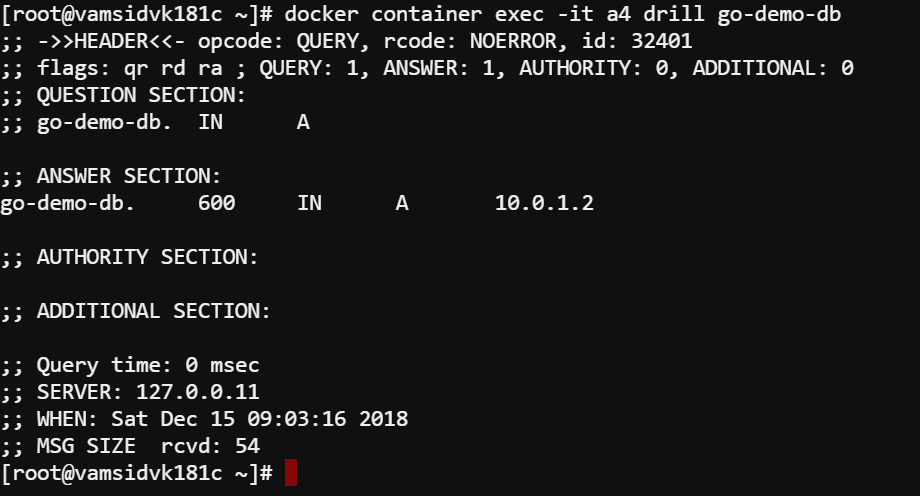 [root@vamsidvk181c ~]# docker container exec -it a4 drill go-demo-db
;; ->>HEADER<<- opcode: QUERY, rcode: NOERROR, id: 32401
;; flags: qr rd ra ; QUERY: 1, ANSWER: 1, AUTHORITY: 0, ADDITIONAL: 0
;; QUESTION SECTION:
;; go-demo-db.  IN      A
;; ANSWER SECTION:
go-demo-db.     600     IN      A       10.0.1.2
;; AUTHORITY SECTION:
;; ADDITIONAL SECTION:
;; Query time: 0 msec
;; SERVER: 127.0.0.11
;; WHEN: Sat Dec 15 09:03:16 2018
;; MSG SIZE  rcvd: 54
[root@vamsidvk181c ~]#